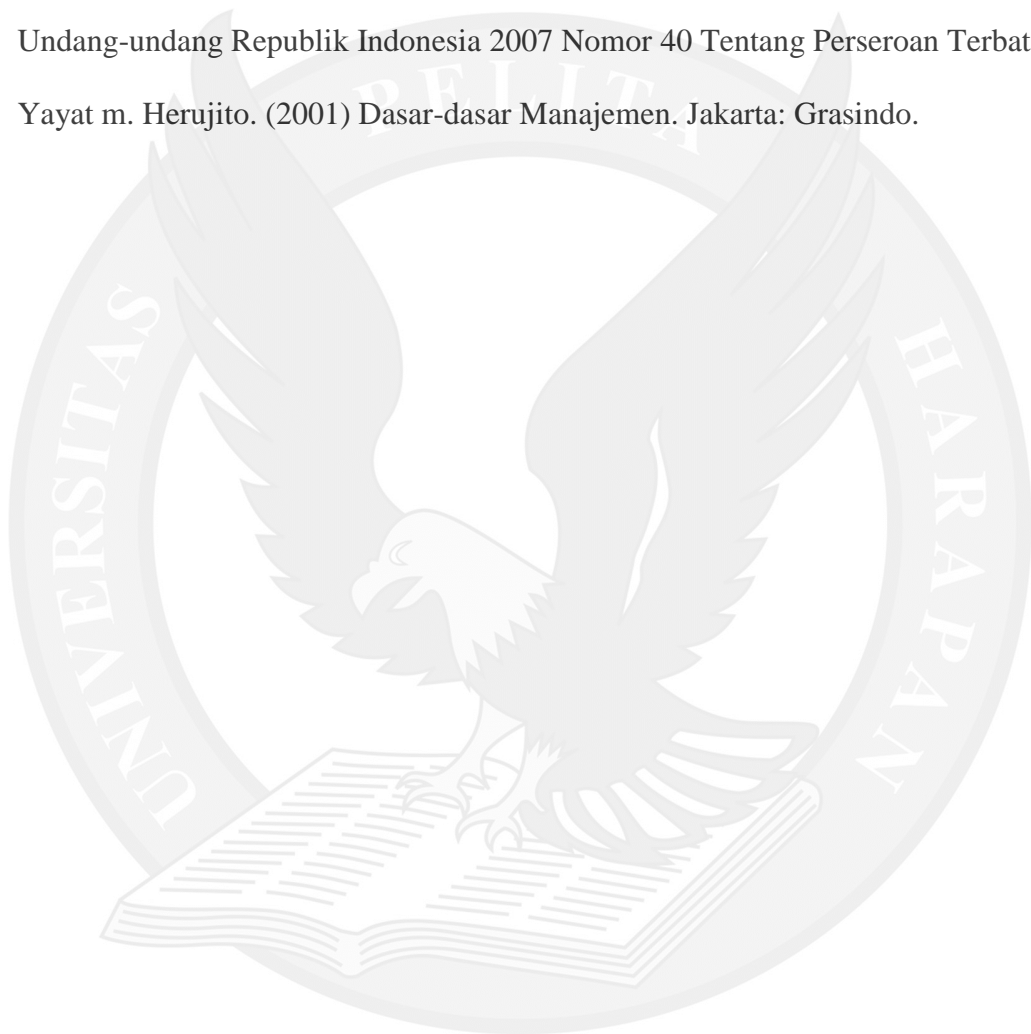 Undang-undang Republik Indonesia 2007 Nomor 40 Tentang Perseroan Terbat
Yayat m. Herujito. (2001) Dasar-dasar Manajemen. Jakarta: Grasindo.
UNIVERSITAS PELITA HARAPAN